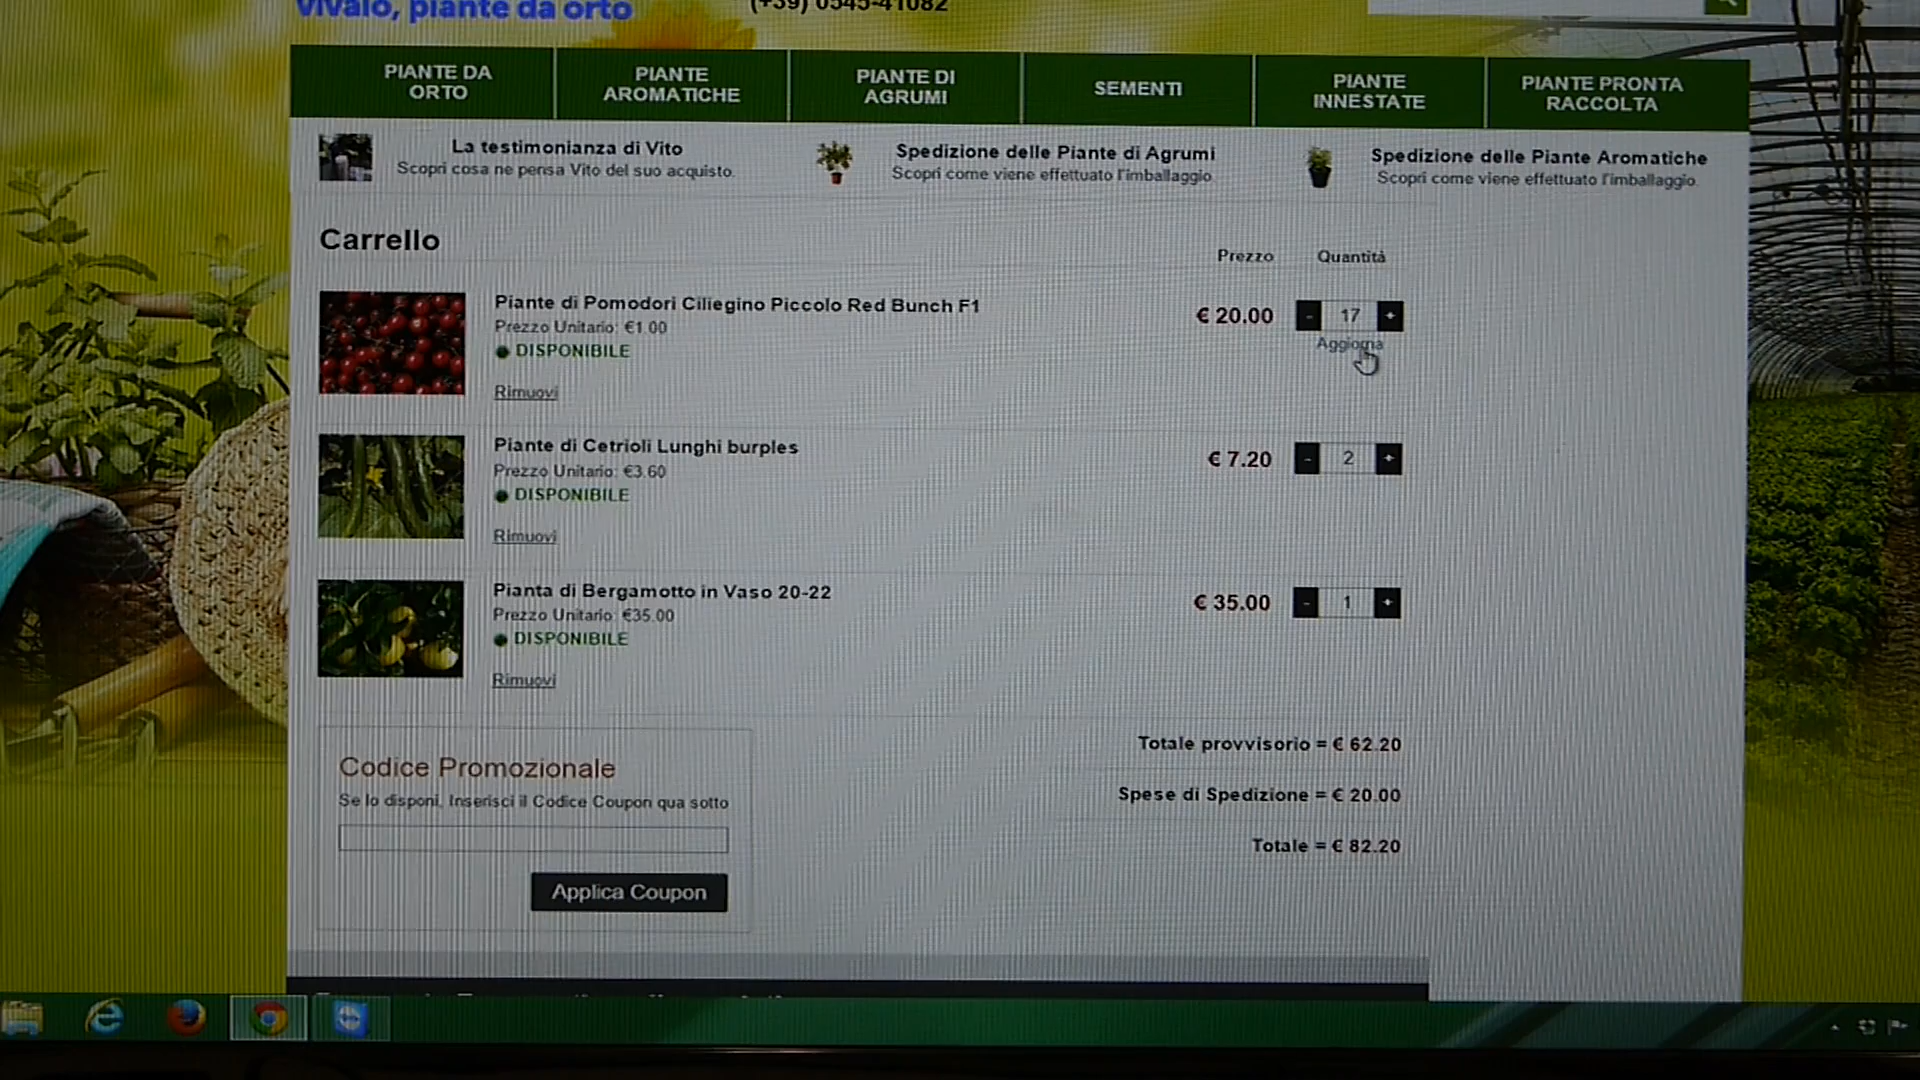 Vivaio, piante da orto
(+39) 0545-41082
PIANTE DA
ORTO
PIANTE
AROMATICHE
PIANTE DI
AGRUMI
SEMENTI
PIANTE
INNESTATE
PIANTE PRONTA
RACCOLTA
La testimonianza di Vito
Scopri cosa ne pensa Vito del suo acquisto.
Spedizione delle Piante di Agrumi
Scopri come viene effettuato l'imballaggio
Spedizione delle Piante Aromatiche
Scopri come viene effettuato l'imballaggio.
Carrello
Prezzo Quantità
Piante di Pomodori Ciliegino Piccolo Red Bunch F1
Prezzo Unitario: €1.00
DISPONIBILE
Rimuovi
€ 20.00 - 17 +
Aggiorna
Piante di Cetrioli Lunghi burples
Prezzo Unitario: €3.60
DISPONIBILE
Rimuovi
€ 7.20 - 2 +
Pianta di Bergamotto in Vaso 20-22
Prezzo Unitario: €35.00
DISPONIBILE
Rimuovi
€ 35.00 - 1 +
Totale provvisorio = € 62.20
Spese di Spedizione = € 20.00
Totale = € 82.20
Codice Promozionale
Se lo disponi, Inserisci il Codice Coupon qua sotto
Applica Coupon